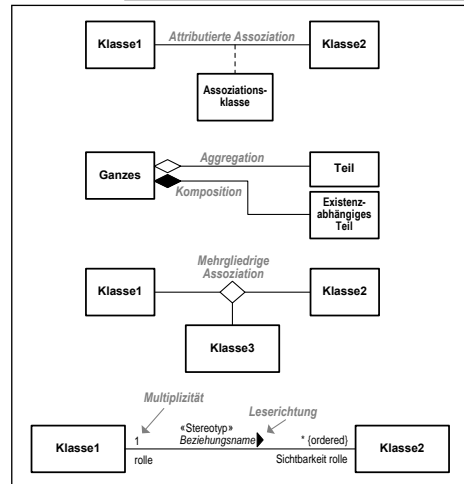 Attributierte Assoziation
Klasse1
Klasse2
Assoziations-
klasse
Ganzes
Aggregation
Teil
Komposition
Existenz-
abhängiges
Teil
Mehrgliedrige
Assoziation
Klasse1
Klasse2
Klasse3
Multiplizität
Leserichtung
«Stereotyp»
Klasse1
1
Beziehungsname
* {ordered}
Klasse2
rolle
Sichtbarkeit rolle